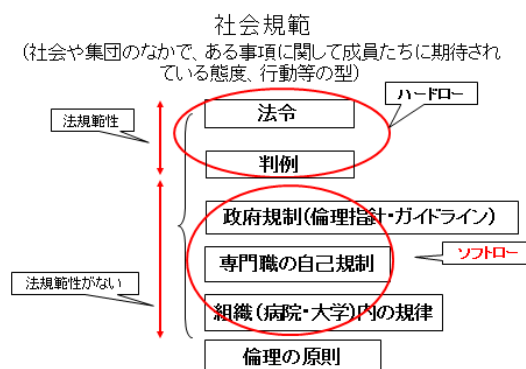 社会規範
(社会や集団のなかで、ある事項に関して成員たちに期待され
ている態度、行動等の型)
ハードロー
法規範性
法令
判例
政府規制(倫理指針・ガイドライン)
専門職の自己規制
ソフトロー
法規範性がない
組織(病院・大学)内の規律
倫理の原則